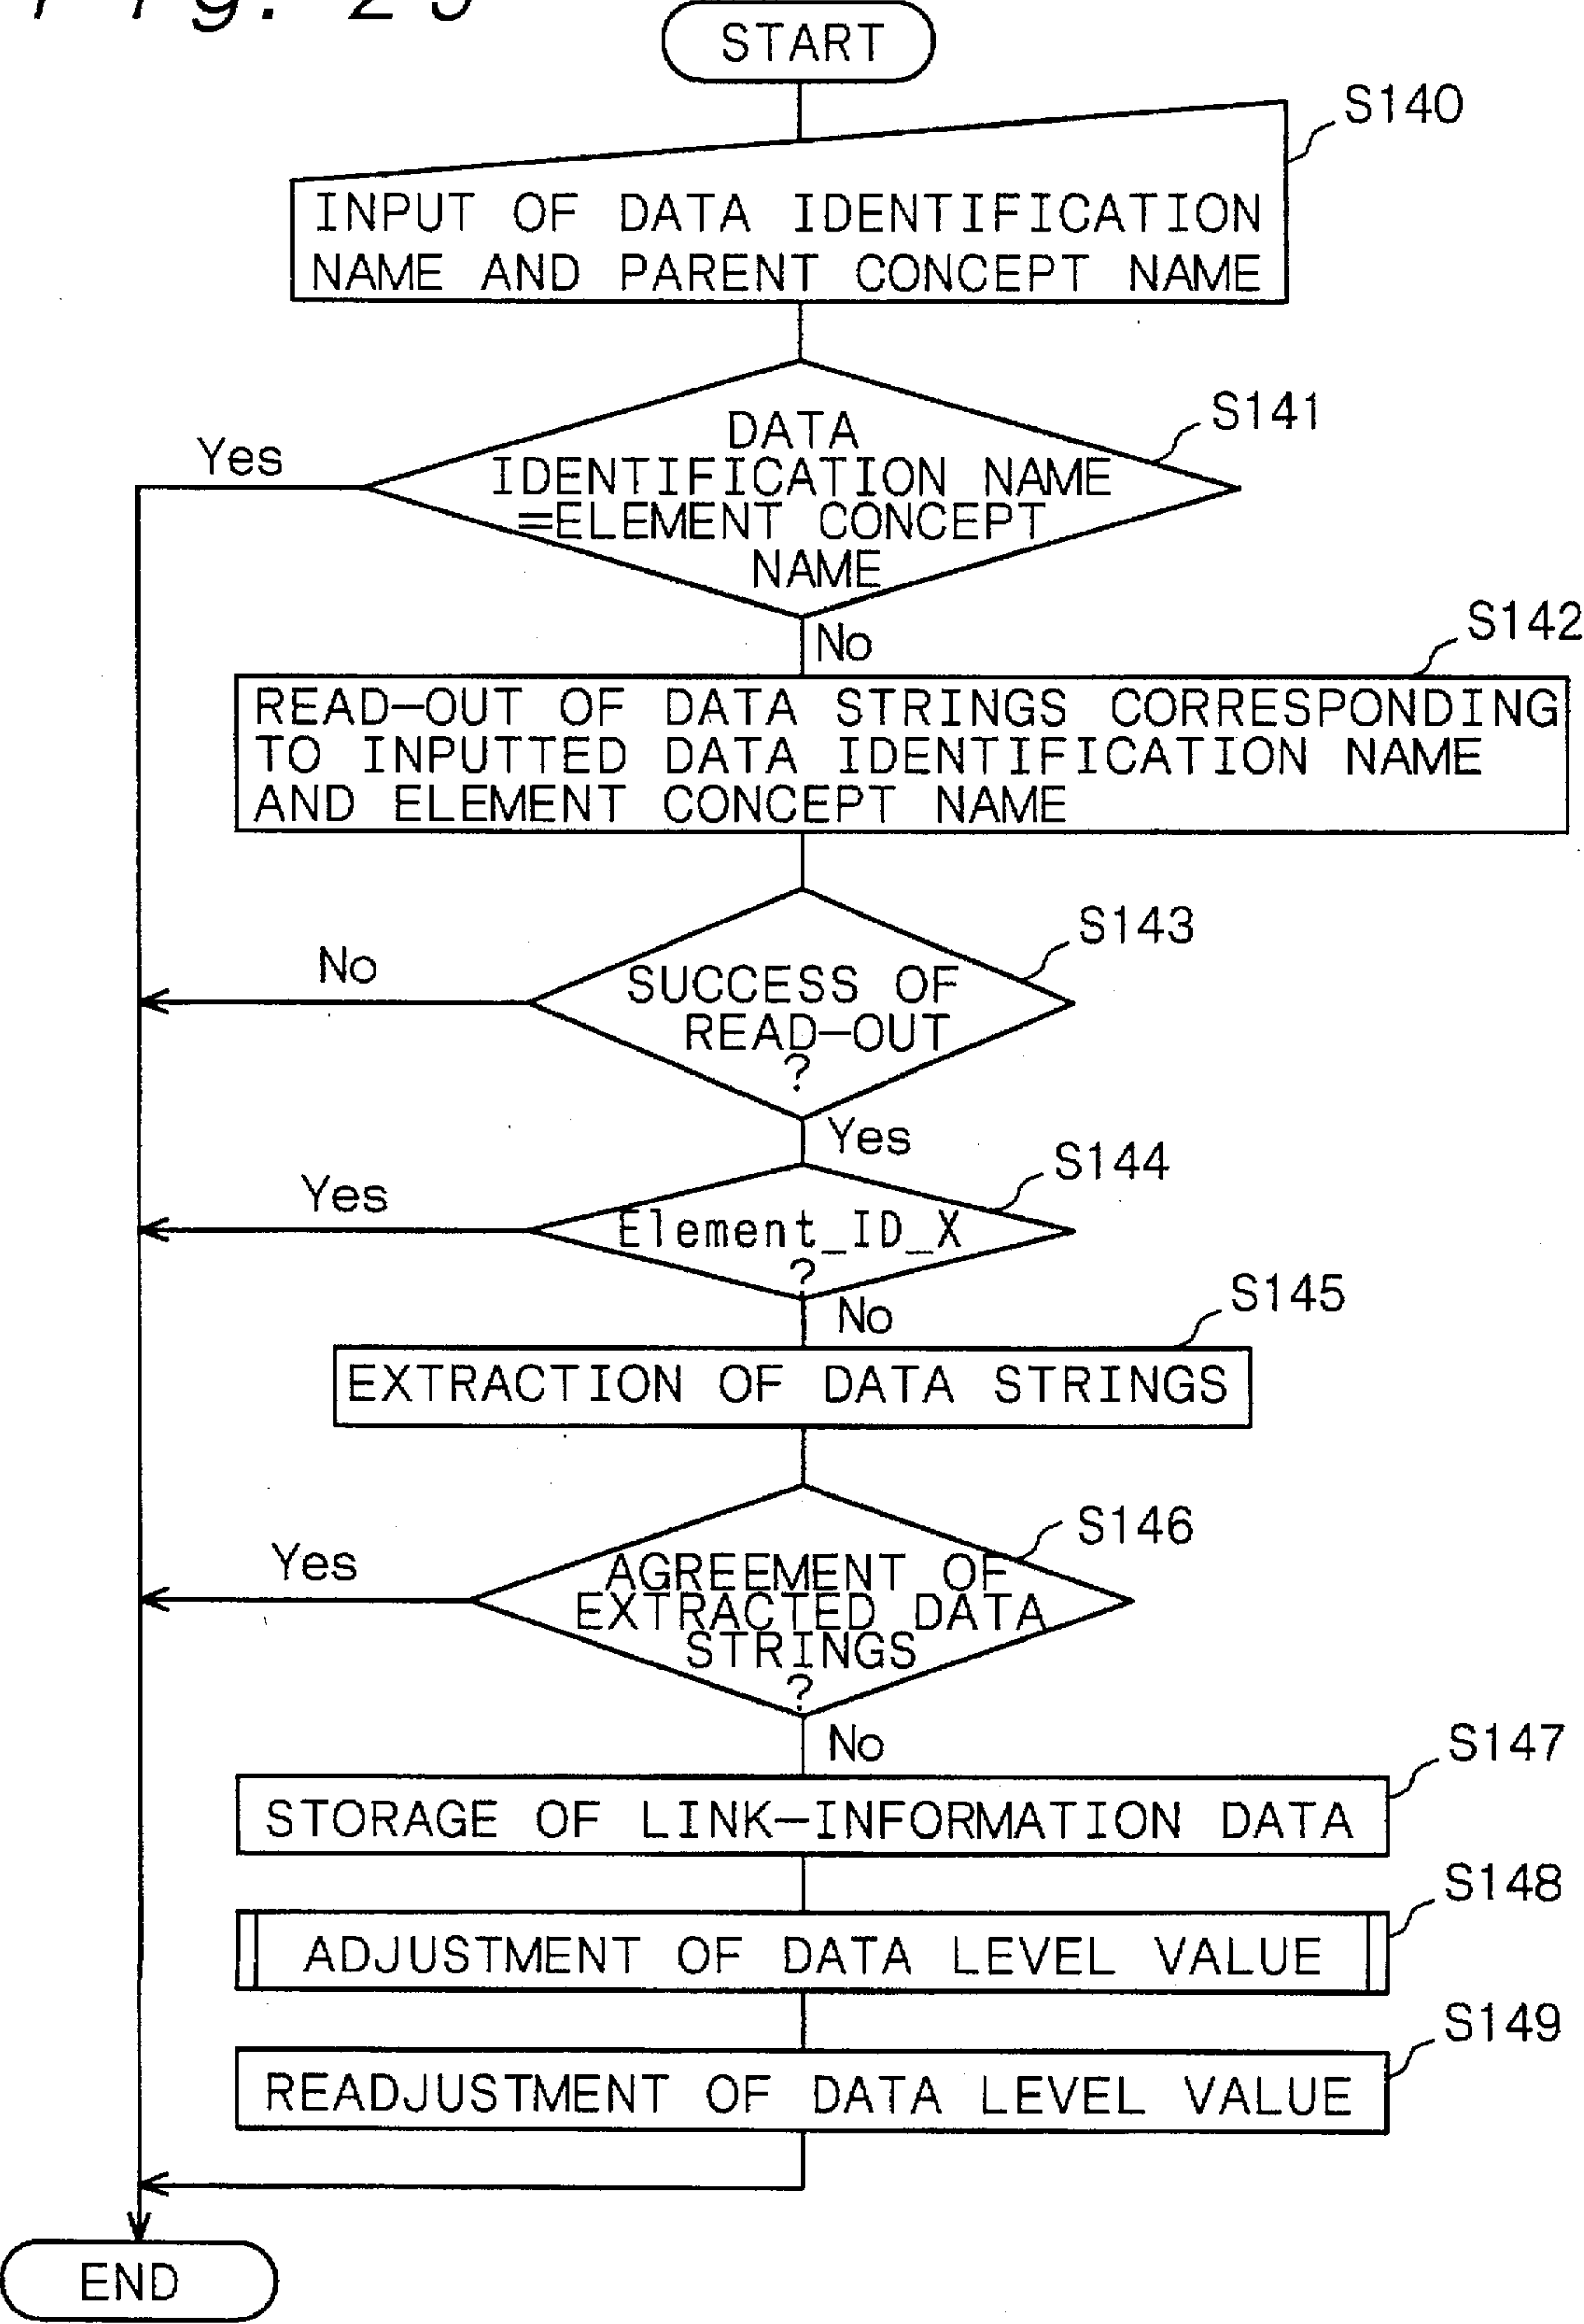 Fig. 25
START
S140
INPUT OF DATA IDENTIFICATION
NAME AND PARENT CONCEPT NAME
S141
Yes
DATA
IDENTIFICATION NAME
=ELEMENT CONCEPT
NAME
No
S142
READ-OUT OF DATA STRINGS CORRESPONDING
TO INPUTTED DATA IDENTIFICATION NAME
AND ELEMENT CONCEPT NAME
S143
No
SUCCESS OF
READ-OUT
?
Yes
S144
Yes
Element_ID_X
?
No
S145
EXTRACTION OF DATA STRINGS
S146
Yes
AGREEMENT OF
EXTRACTED DATA
STRINGS
?
No
S147
STORAGE OF LINK-INFORMATION DATA
S148
ADJUSTMENT OF DATA LEVEL VALUE
S149
READJUSTMENT OF DATA LEVEL VALUE
END